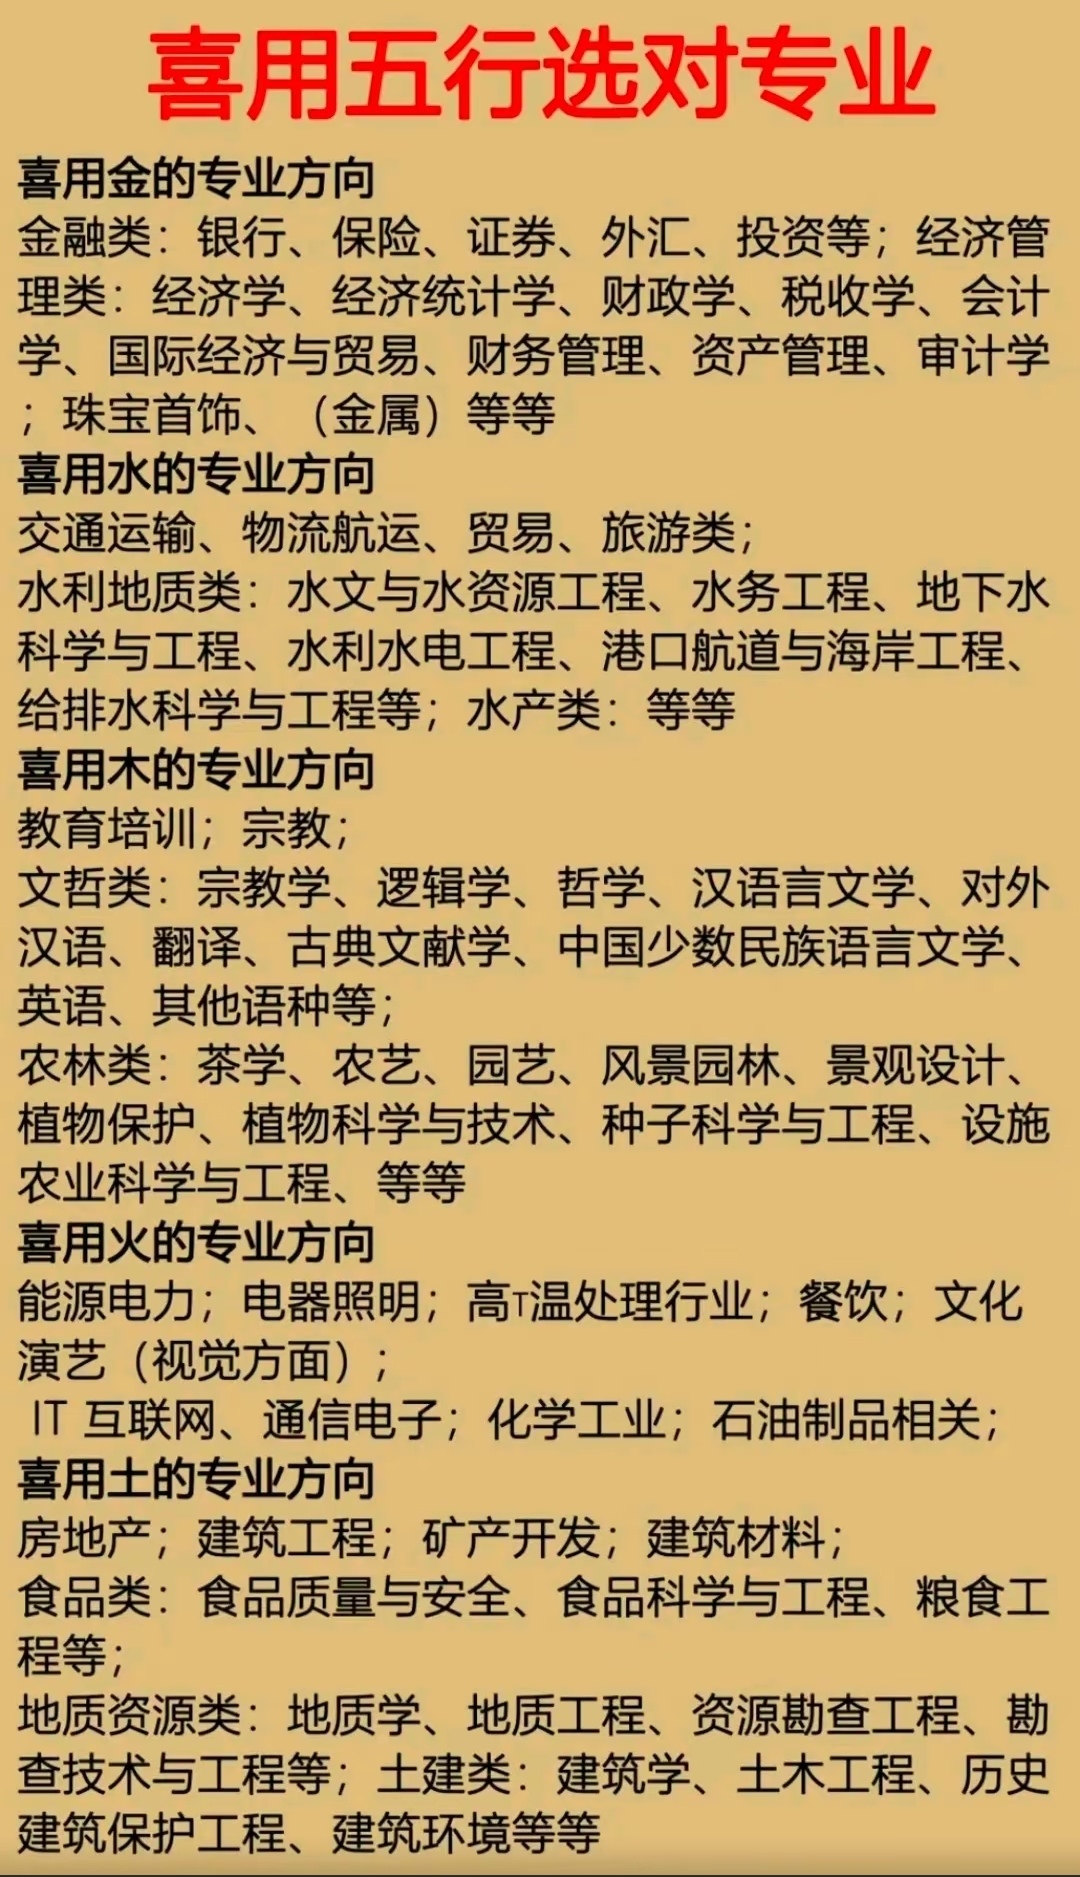 喜用五行选对专业
喜用金的专业方向
金融类：银行、保险、证券、外汇、投资等；经济管
理类：经济学、经济统计学、财政学、税收学、会计
学、国际经济与贸易、财务管理、资产管理、审计学
；珠宝首饰、（金属）等等
喜用水的专业方向
交通运输、物流航运、贸易、旅游类；
水利地质类：水文与水资源工程、水务工程、地下水
科学与工程、水利水电工程、港口航道与海岸工程、
给排水科学与工程等；水产类：等等
喜用木的专业方向
教育培训；宗教；
文哲类：宗教学、逻辑学、哲学、汉语言文学、对外
汉语、翻译、古典文献学、中国少数民族语言文学、
英语、其他语种等；
农林类：茶学、农艺、园艺、风景园林、景观设计、
植物保护、植物科学与技术、种子科学与工程、设施
农业科学与工程、等等
喜用火的专业方向
能源电力；电器照明；高T温处理行业；餐饮；文化
演艺（视觉方面）；
IT 互联网、通信电子；化学工业；石油制品相关；
喜用土的专业方向
房地产；建筑工程；矿产开发；建筑材料；
食品类：食品质量与安全、食品科学与工程、粮食工
程等；
地质资源类：地质学、地质工程、资源勘查工程、勘
查技术与工程等；土建类：建筑学、土木工程、历史
建筑保护工程、建筑环境等等